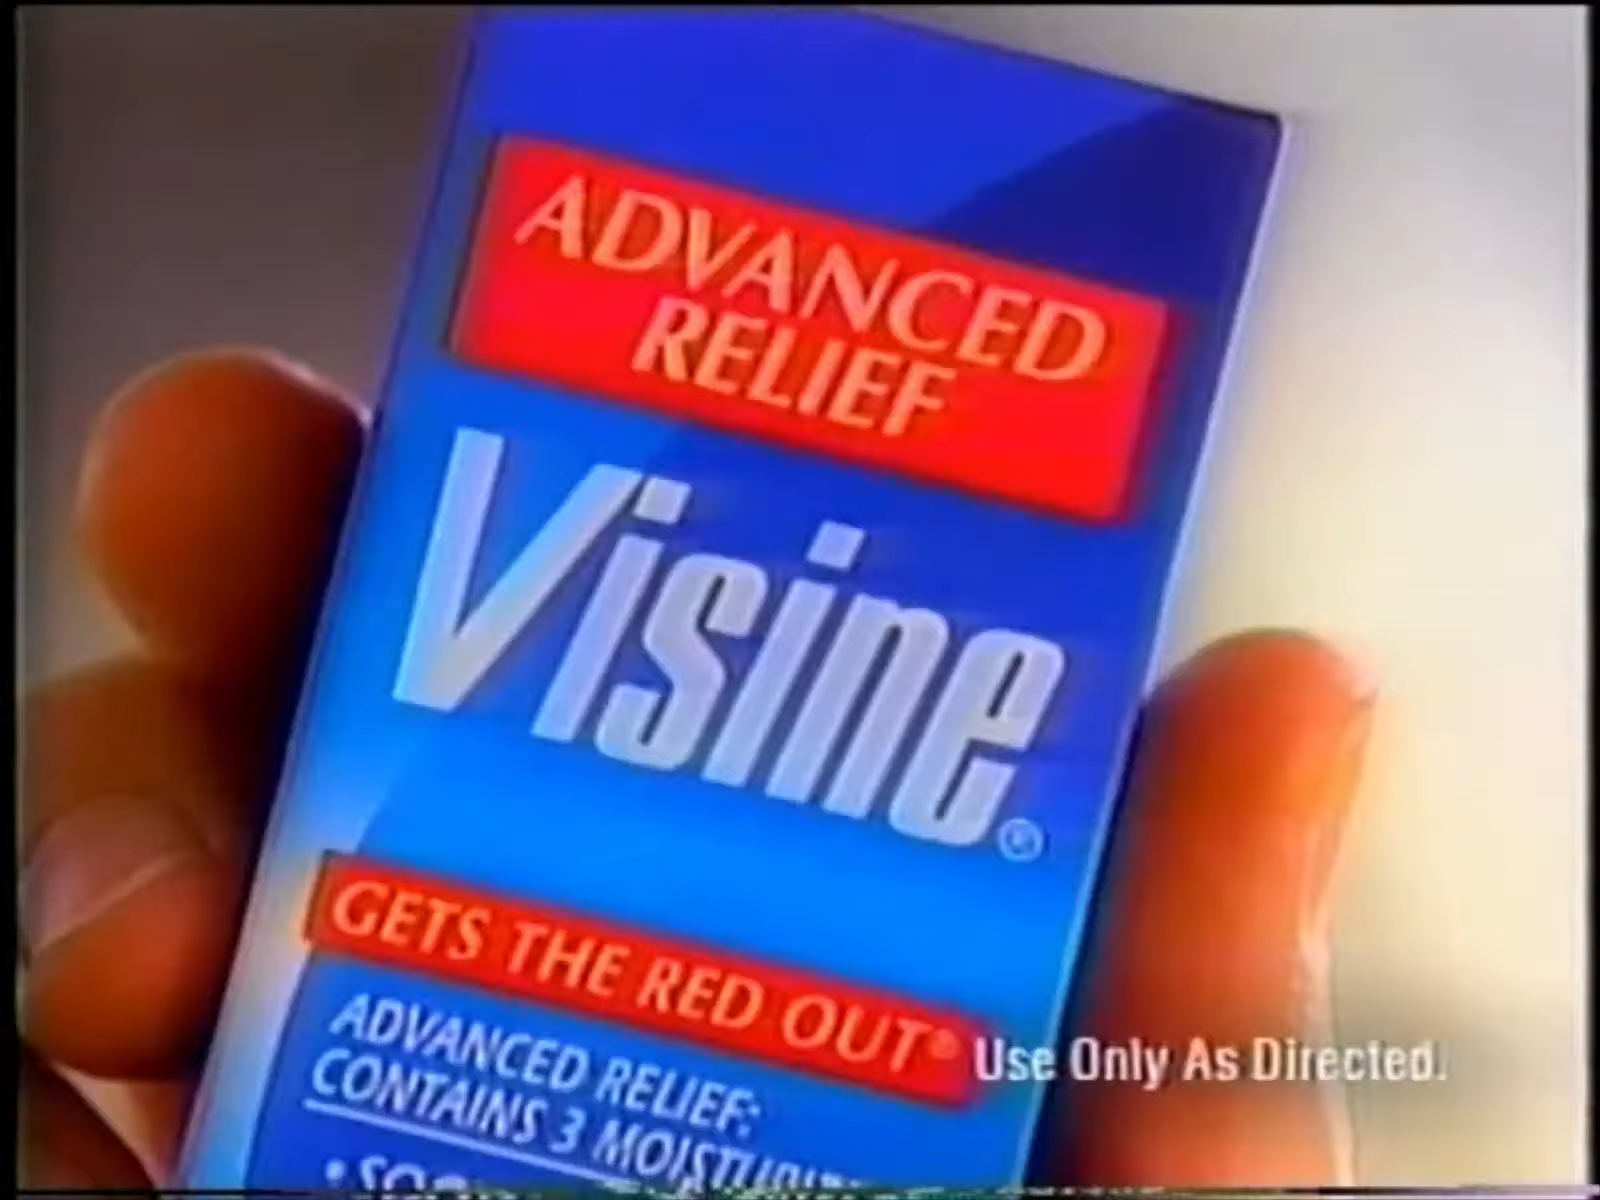 ADVANCED
RELIEF
Visine®
GETS THE RED OUT®
ADVANCED RELIEF:
CONTAINS 3
Use Only As Directed.